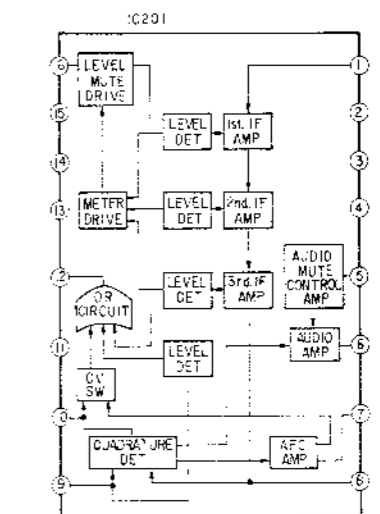 IC201
LEVEL
MUTE
DRIVE
1
15
2
LEVEL
DET
1st. IF
AMP
14
3
13
METER
DRIVE
LEVEL
DET
2nd. IF
AMP
4
AUDIO
MUTE
CONTROL
AMP
5
12
OR
CIRCUIT
LEVEL
DET
3rd. IF
AMP
11
LEVEL
DET
AUDIO
AMP
6
SW
7
QUADRATURE
DET
AFC
AMP
9
8